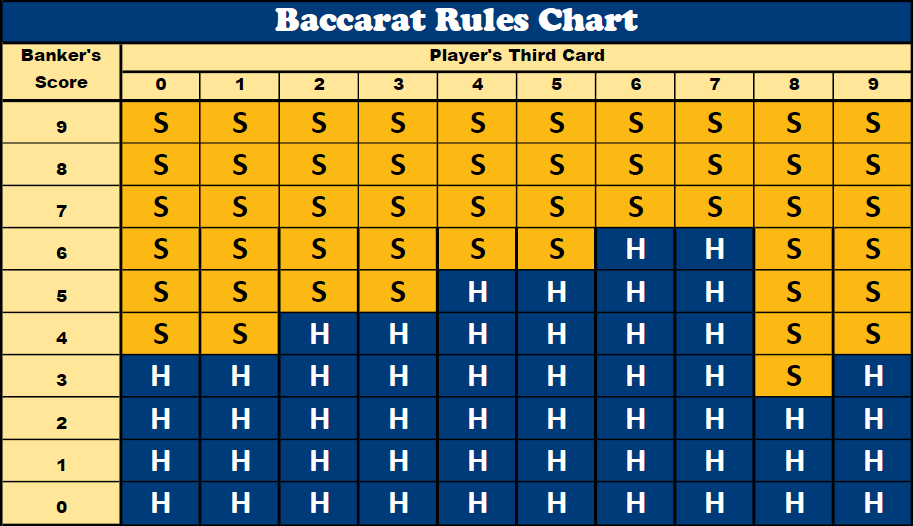 Baccarat Rules Chart
Banker's Player's Third Card
Score 0 1 2 3 4 5 6 7 8 9
9 S S S S S S S S S S
8 S S S S S S S S S S
7 S S S S S S S S S S
6 S S S S S S H H S S
5 S S S S H H H H S S
4 S S H H H H H H S S
3 H H H H H H H H S H
2 H H H H H H H H H H
1 H H H H H H H H H H
0 H H H H H H H H H H